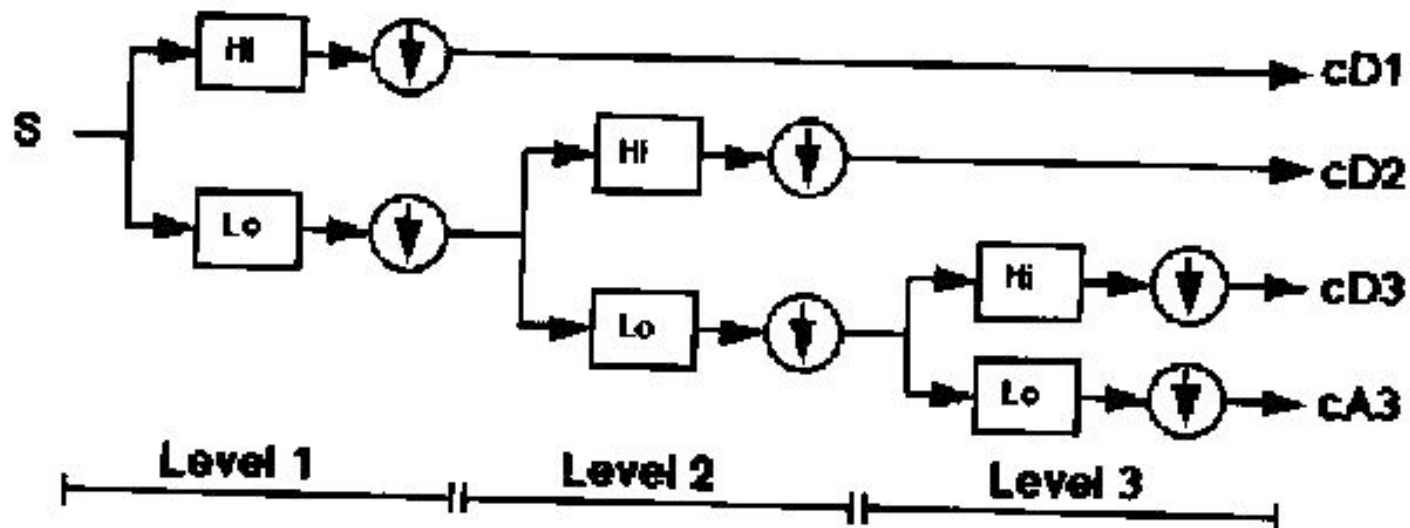 Hi
cD1
S
Hi
cD2
Lo
Hi
cD3
Lo
Lo
cA3
Level 1
Level 2
Level 3